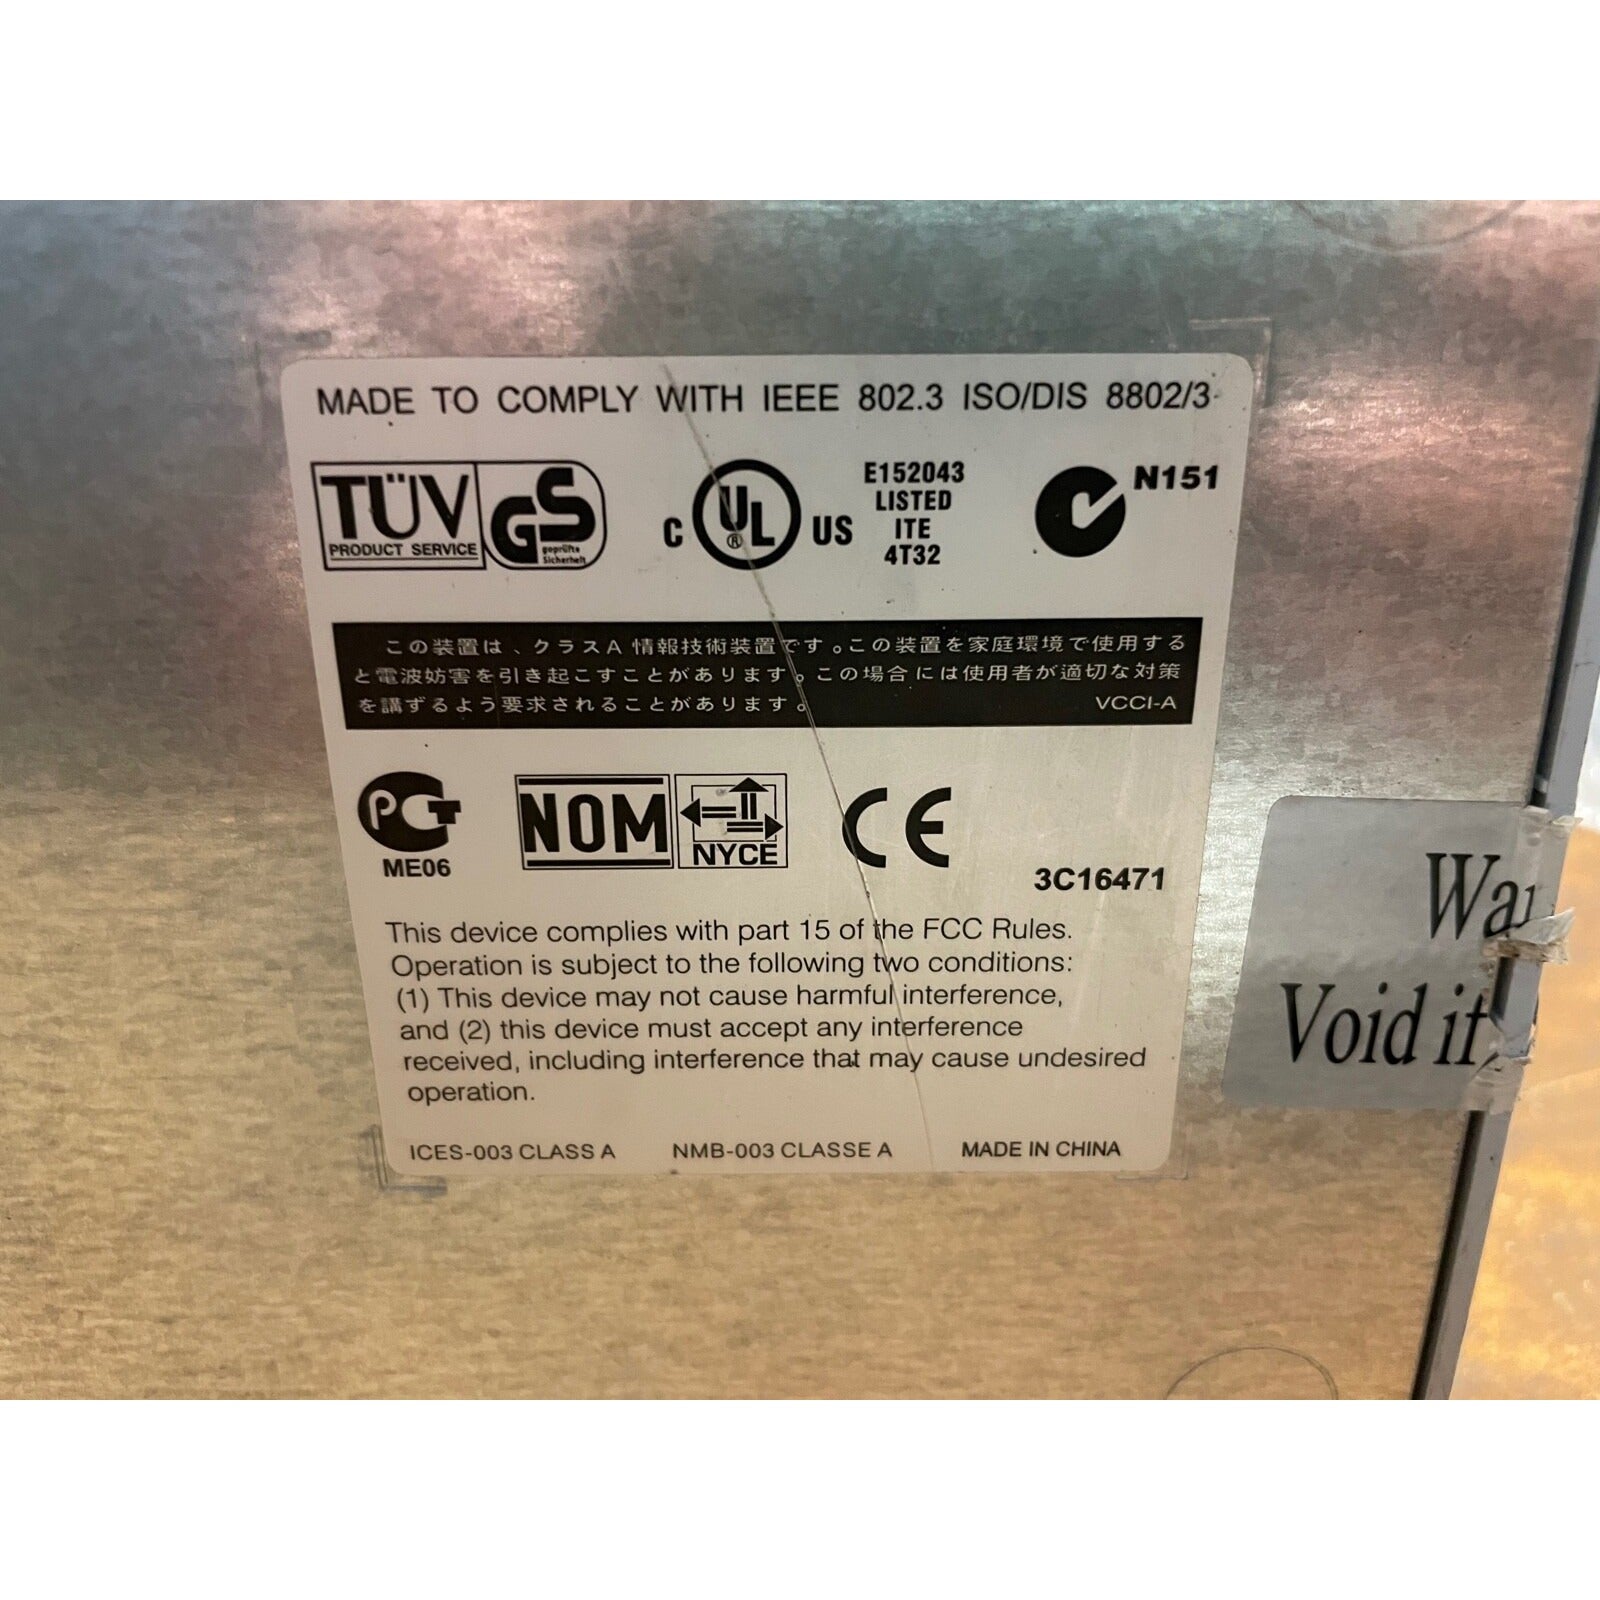 MADE TO COMPLY WITH IEEE 802.3 ISO/DIS 8802/3
TÜV
PRODUCT SERVICE
GS
geprüfte
Sicherheit
C UL ® US
E152043
LISTED
ITE
4T32
N151
この装置は、クラスA 情報技術装置です。この装置を家庭環境で使用する
と電波妨害を引き起こすことがあります。この場合には使用者が適切な対策
を講ずるよう要求されることがあります。 VCCI-A
PCT
ME06
NOM
NYCE
CE
3C16471
This device complies with part 15 of the FCC Rules.
Operation is subject to the following two conditions:
(1) This device may not cause harmful interference,
and (2) this device must accept any interference
received, including interference that may cause undesired
operation.
ICES-003 CLASS A NMB-003 CLASSE A MADE IN CHINA
Void if